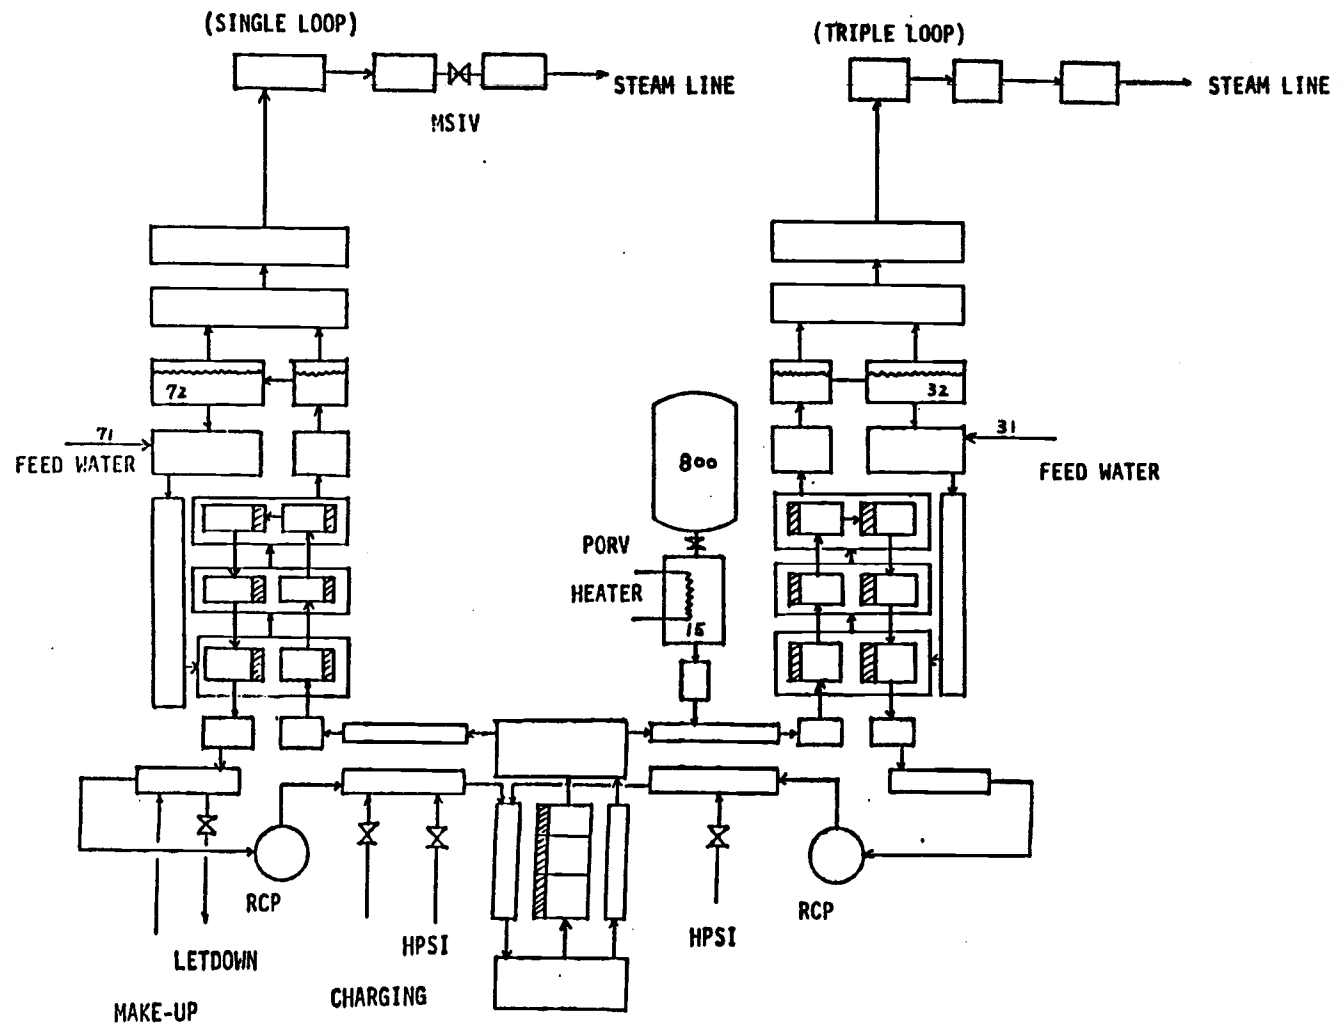 (SINGLE LOOP)
(TRIPLE LOOP)
STEAM LINE
STEAM LINE
MSIV
72
32
71
FEED WATER
31
FEED WATER
800
PORV
HEATER
15
RCP
RCP
HPSI
HPSI
LETDOWN
CHARGING
MAKE-UP